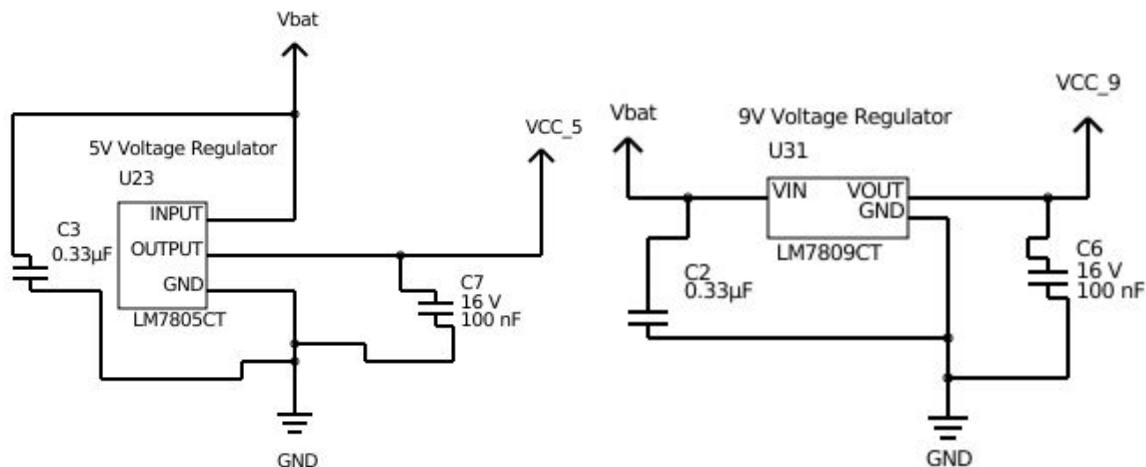 Vbat
5V Voltage Regulator
U23
INPUT
OUTPUT
GND
LM7805CT
C3
0.33µF
VCC_5
C7
16 V
100 nF
GND
Vbat
9V Voltage Regulator
U31
VIN
VOUT
GND
LM7809CT
C2
0.33µF
VCC_9
C6
16 V
100 nF
GND